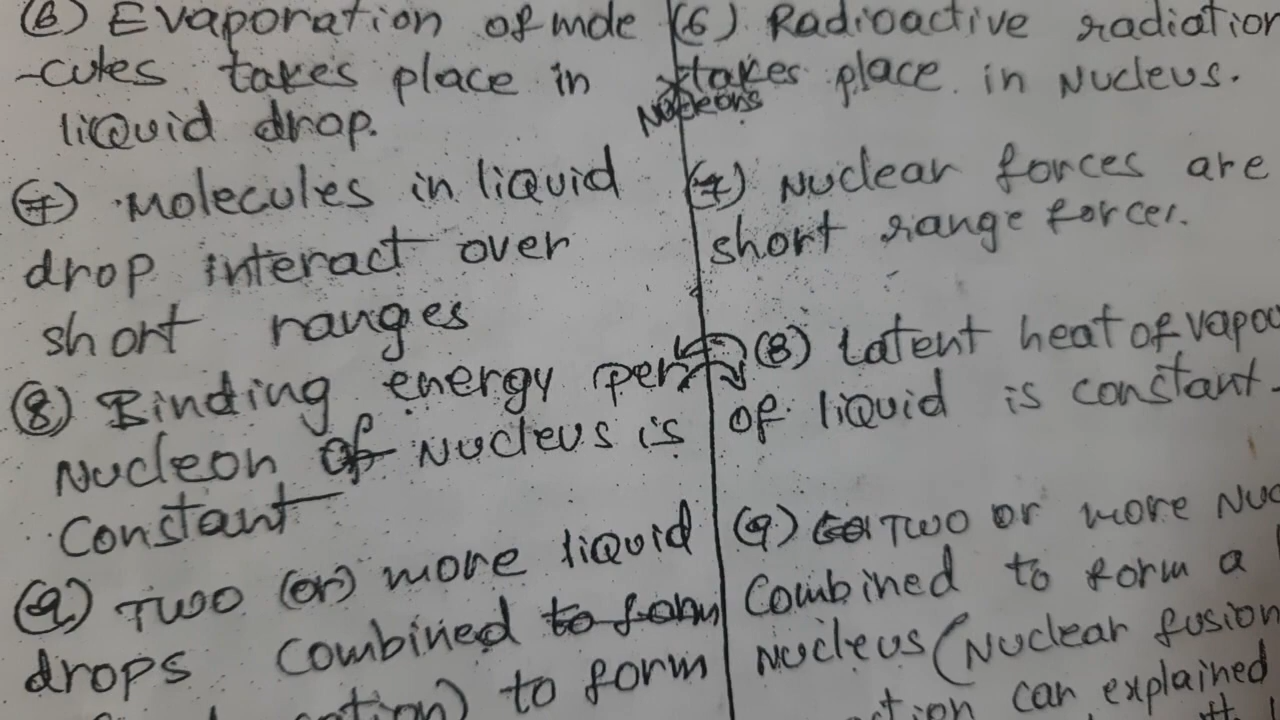 (6) Evaporation of mole
-cules takes place in
liquid drop.
(7) Molecules in liquid
drop interact over
short ranges
(8) Binding energy per
Nucleon of Nucleus is
Constant
(9) Two (or) more liquid
drops combined to form
to form
(6) Radioactive radiation
takes place in Nucleus.
Nucleons
(7) Nuclear forces are
short range forces.
(8) Latent heat of vapou
of liquid is constant.
(9) Two or more Nuc
Combined to form a
Nucleus (Nuclear fusion
can explained